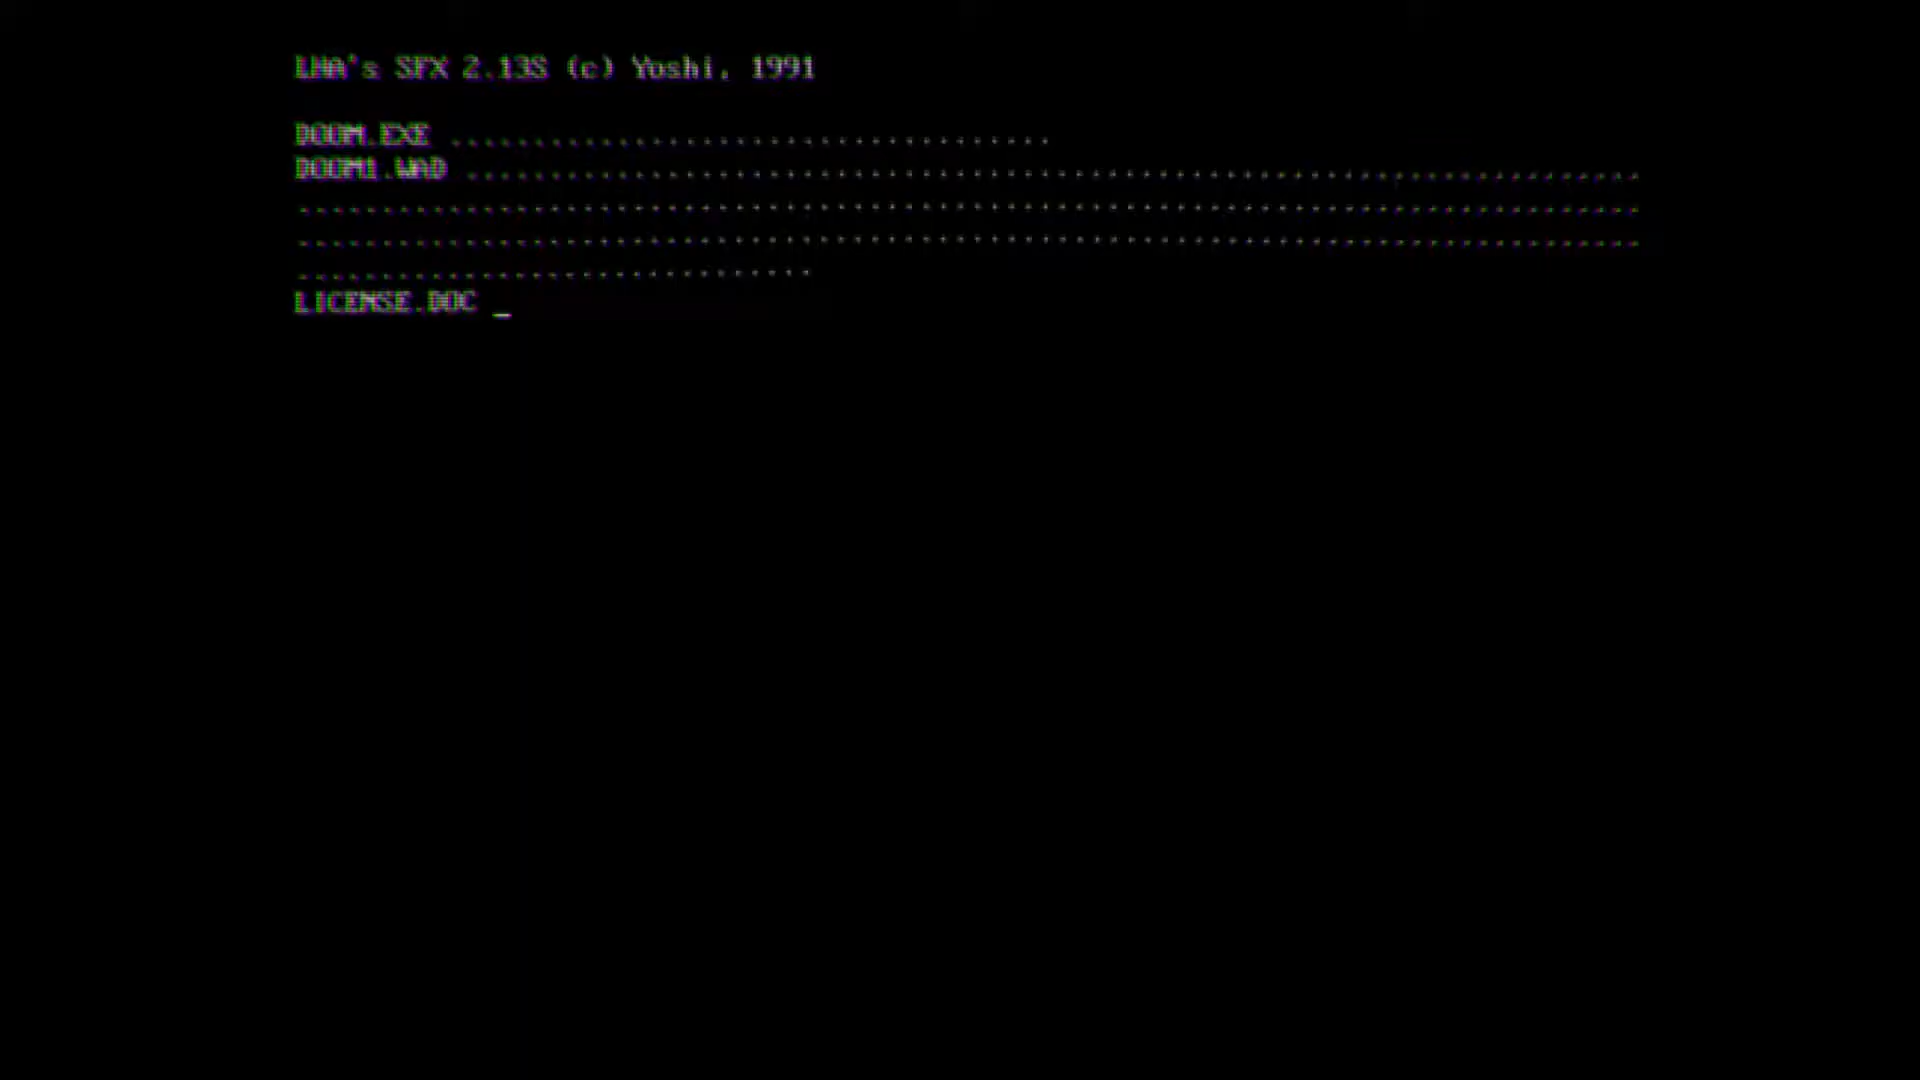 LHA's SFX 2.13S (c) Yoshi, 1991
DOOM.EXE ....................................
DOOM1.WAD ......................................................................
................................................................................
................................................................................
...............................
LICENSE.DOC _